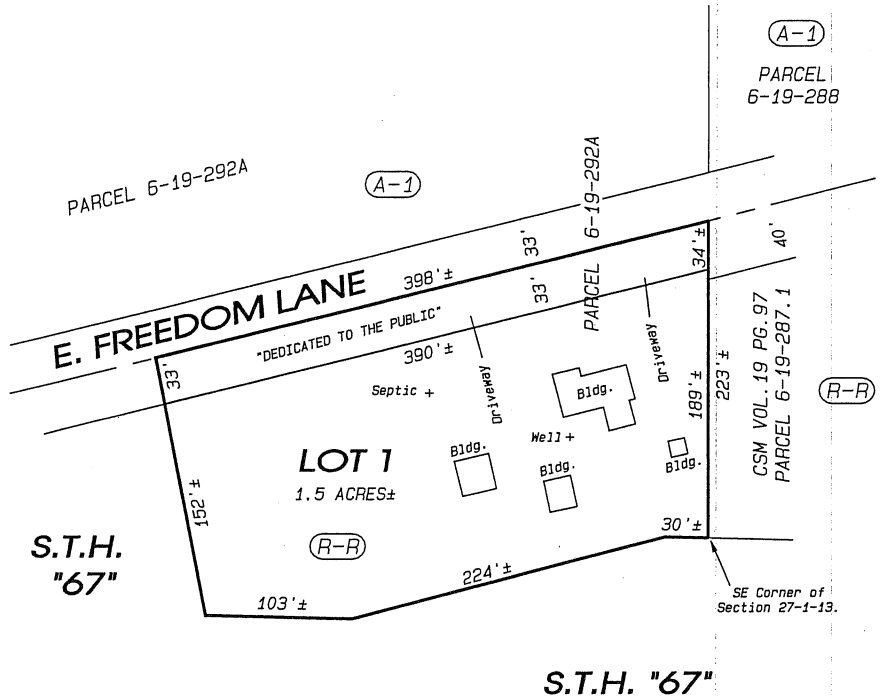 A-1
PARCEL
6-19-288
PARCEL 6-19-292A
A-1
PARCEL 6-19-292A
33'
34'±
40'
E. FREEDOM LANE
398'±
33'
"DEDICATED TO THE PUBLIC"
33'
390'±
Septic +
Driveway
Driveway
Bldg.
189'±
223'±
CSM VOL.19 PG.97
PARCEL 6-19-287.1
R-R
Well +
LOT 1
1.5 ACRES±
Bldg.
Bldg.
Bldg.
152'±
R-R
30'±
S.T.H.
"67"
224'±
103'±
SE Corner of
Section 27-1-13.
S.T.H. "67"